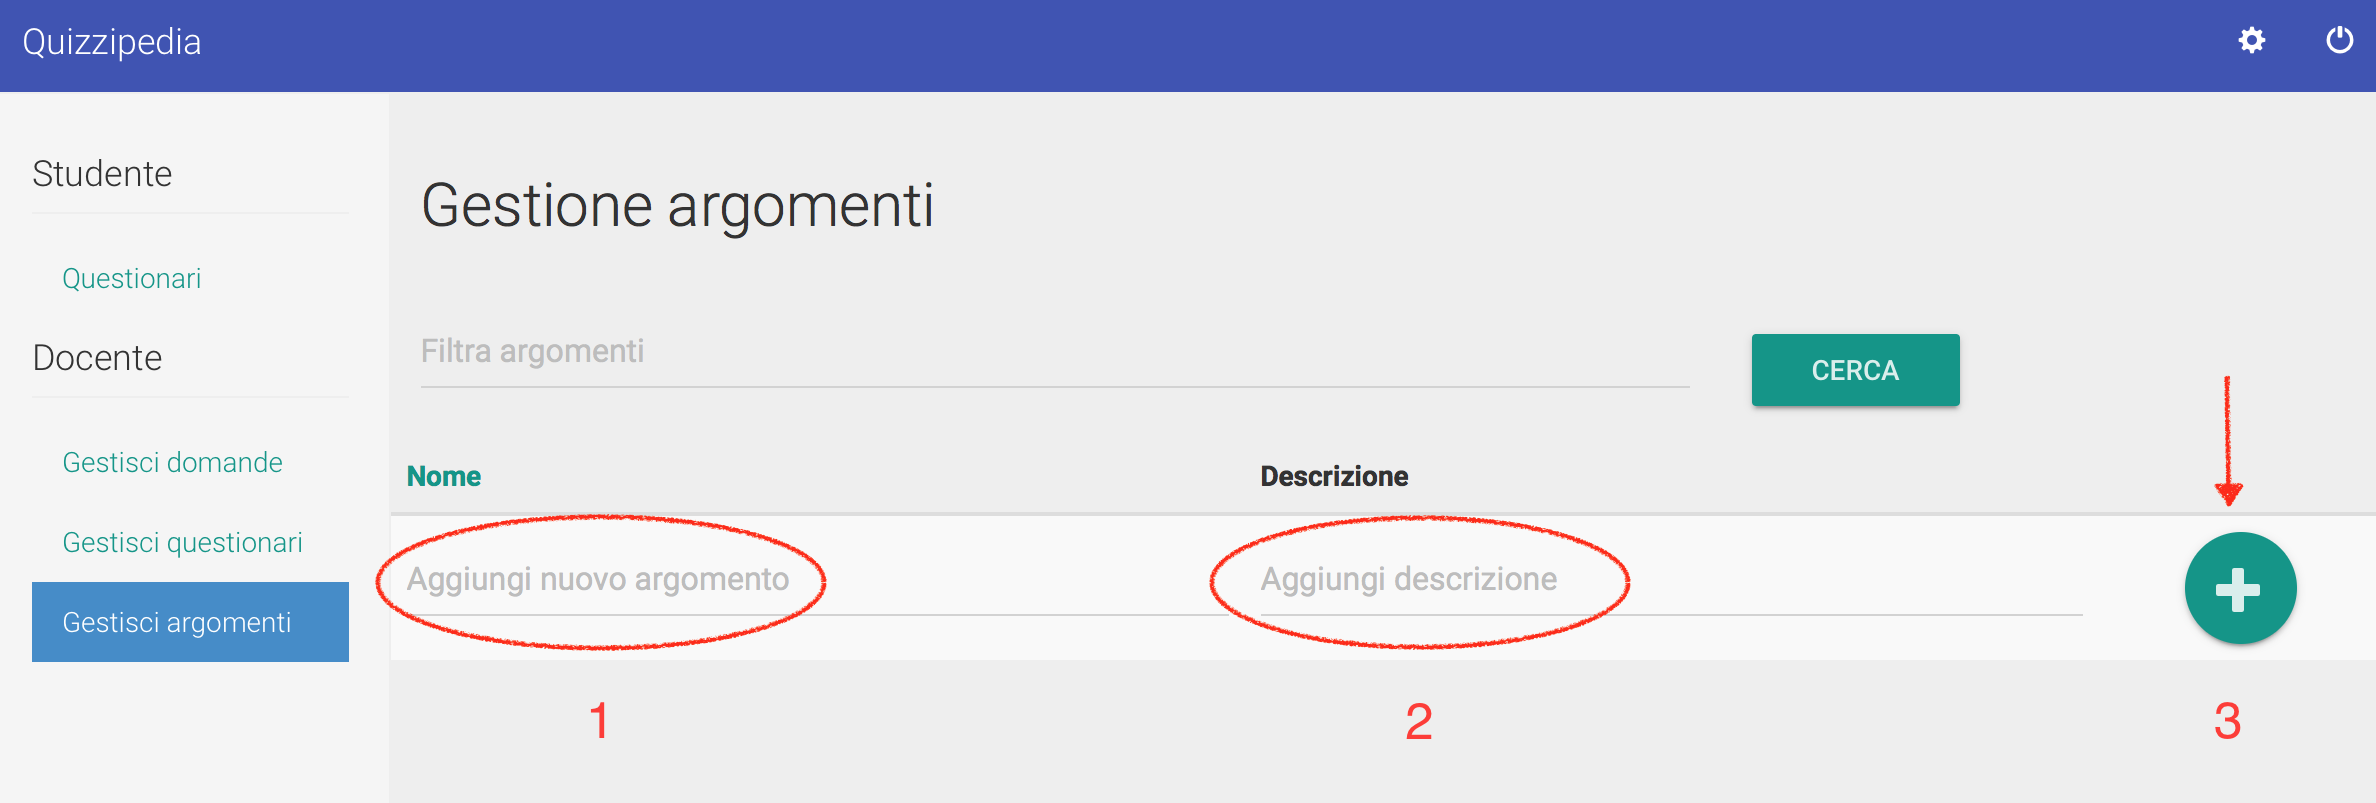 Quizzipedia
Studente
Questionari
Docente
Gestisci domande
Gestisci questionari
Gestisci argomenti
Gestione argomenti
Filtra argomenti
CERCA
Nome Descrizione
Aggiungi nuovo argomento Aggiungi descrizione
1 2 3